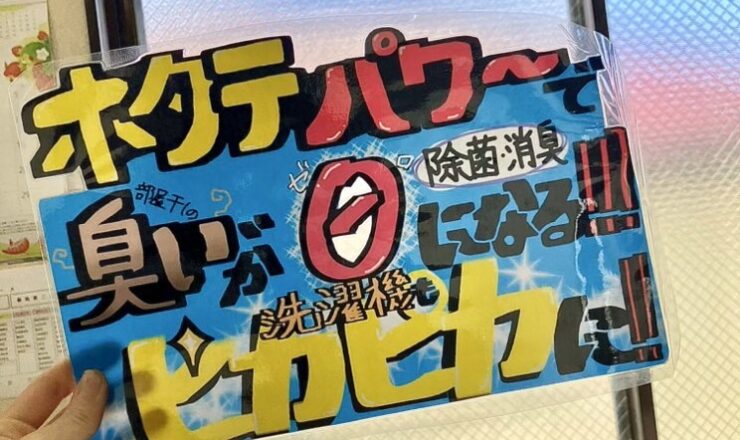 ホタテパワ〜で
除菌・消臭
部屋干しの
臭いが0になる!!
ゼロ
洗濯機も
ピカピカに!!